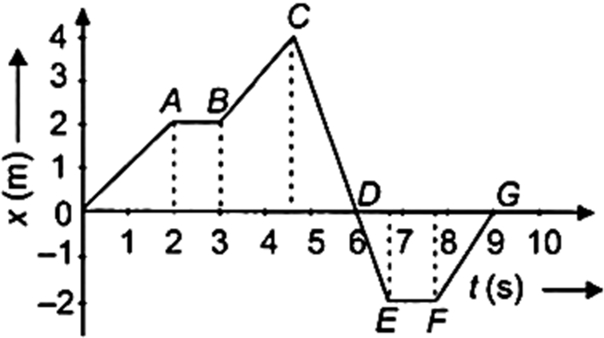 C
4
3
A B
2
x (m)
1
D G
0
1 2 3 4 5 6 7 8 9 10
–1
t (s)
–2
E F